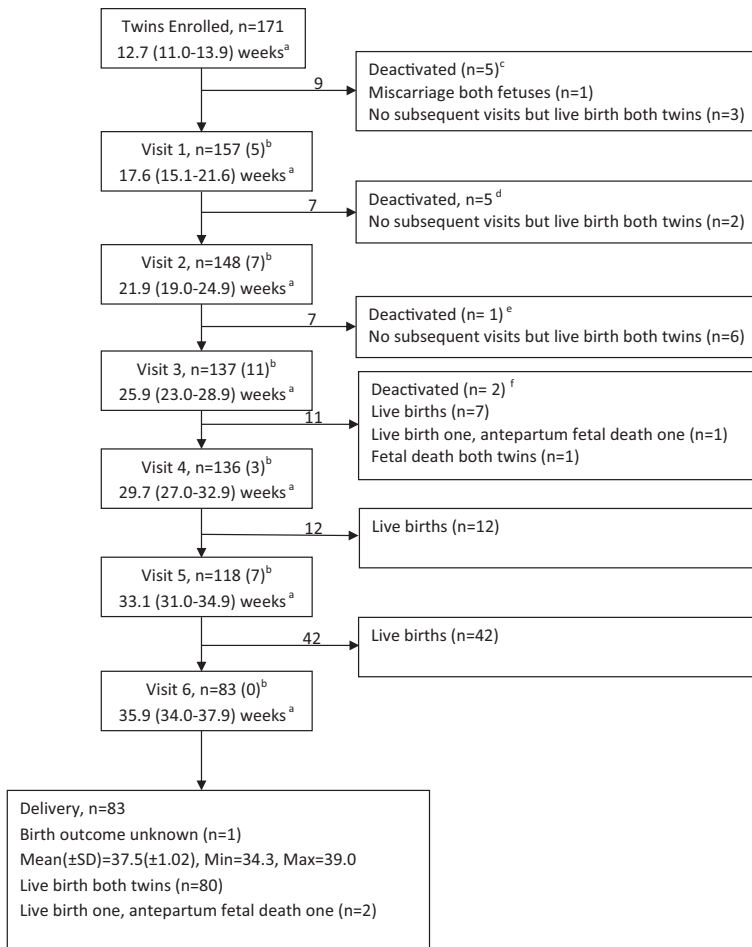 Twins Enrolled, n=171
12.7 (11.0-13.9) weeksᵃ
9
Deactivated (n=5)ᶜ
Miscarriage both fetuses (n=1)
No subsequent visits but live birth both twins (n=3)
Visit 1, n=157 (5)ᵇ
17.6 (15.1-21.6) weeks ᵃ
7
Deactivated, n=5 ᵈ
No subsequent visits but live birth both twins (n=2)
Visit 2, n=148 (7)ᵇ
21.9 (19.0-24.9) weeks ᵃ
7
Deactivated (n= 1) ᵉ
No subsequent visits but live birth both twins (n=6)
Visit 3, n=137 (11)ᵇ
25.9 (23.0-28.9) weeks ᵃ
11
Deactivated (n= 2) ᶠ
Live births (n=7)
Live birth one, antepartum fetal death one (n=1)
Fetal death both twins (n=1)
Visit 4, n=136 (3)ᵇ
29.7 (27.0-32.9) weeks ᵃ
12
Live births (n=12)
Visit 5, n=118 (7)ᵇ
33.1 (31.0-34.9) weeks ᵃ
42
Live births (n=42)
Visit 6, n=83 (0)ᵇ
35.9 (34.0-37.9) weeks ᵃ
Delivery, n=83
Birth outcome unknown (n=1)
Mean(±SD)=37.5(±1.02), Min=34.3, Max=39.0
Live birth both twins (n=80)
Live birth one, antepartum fetal death one (n=2)